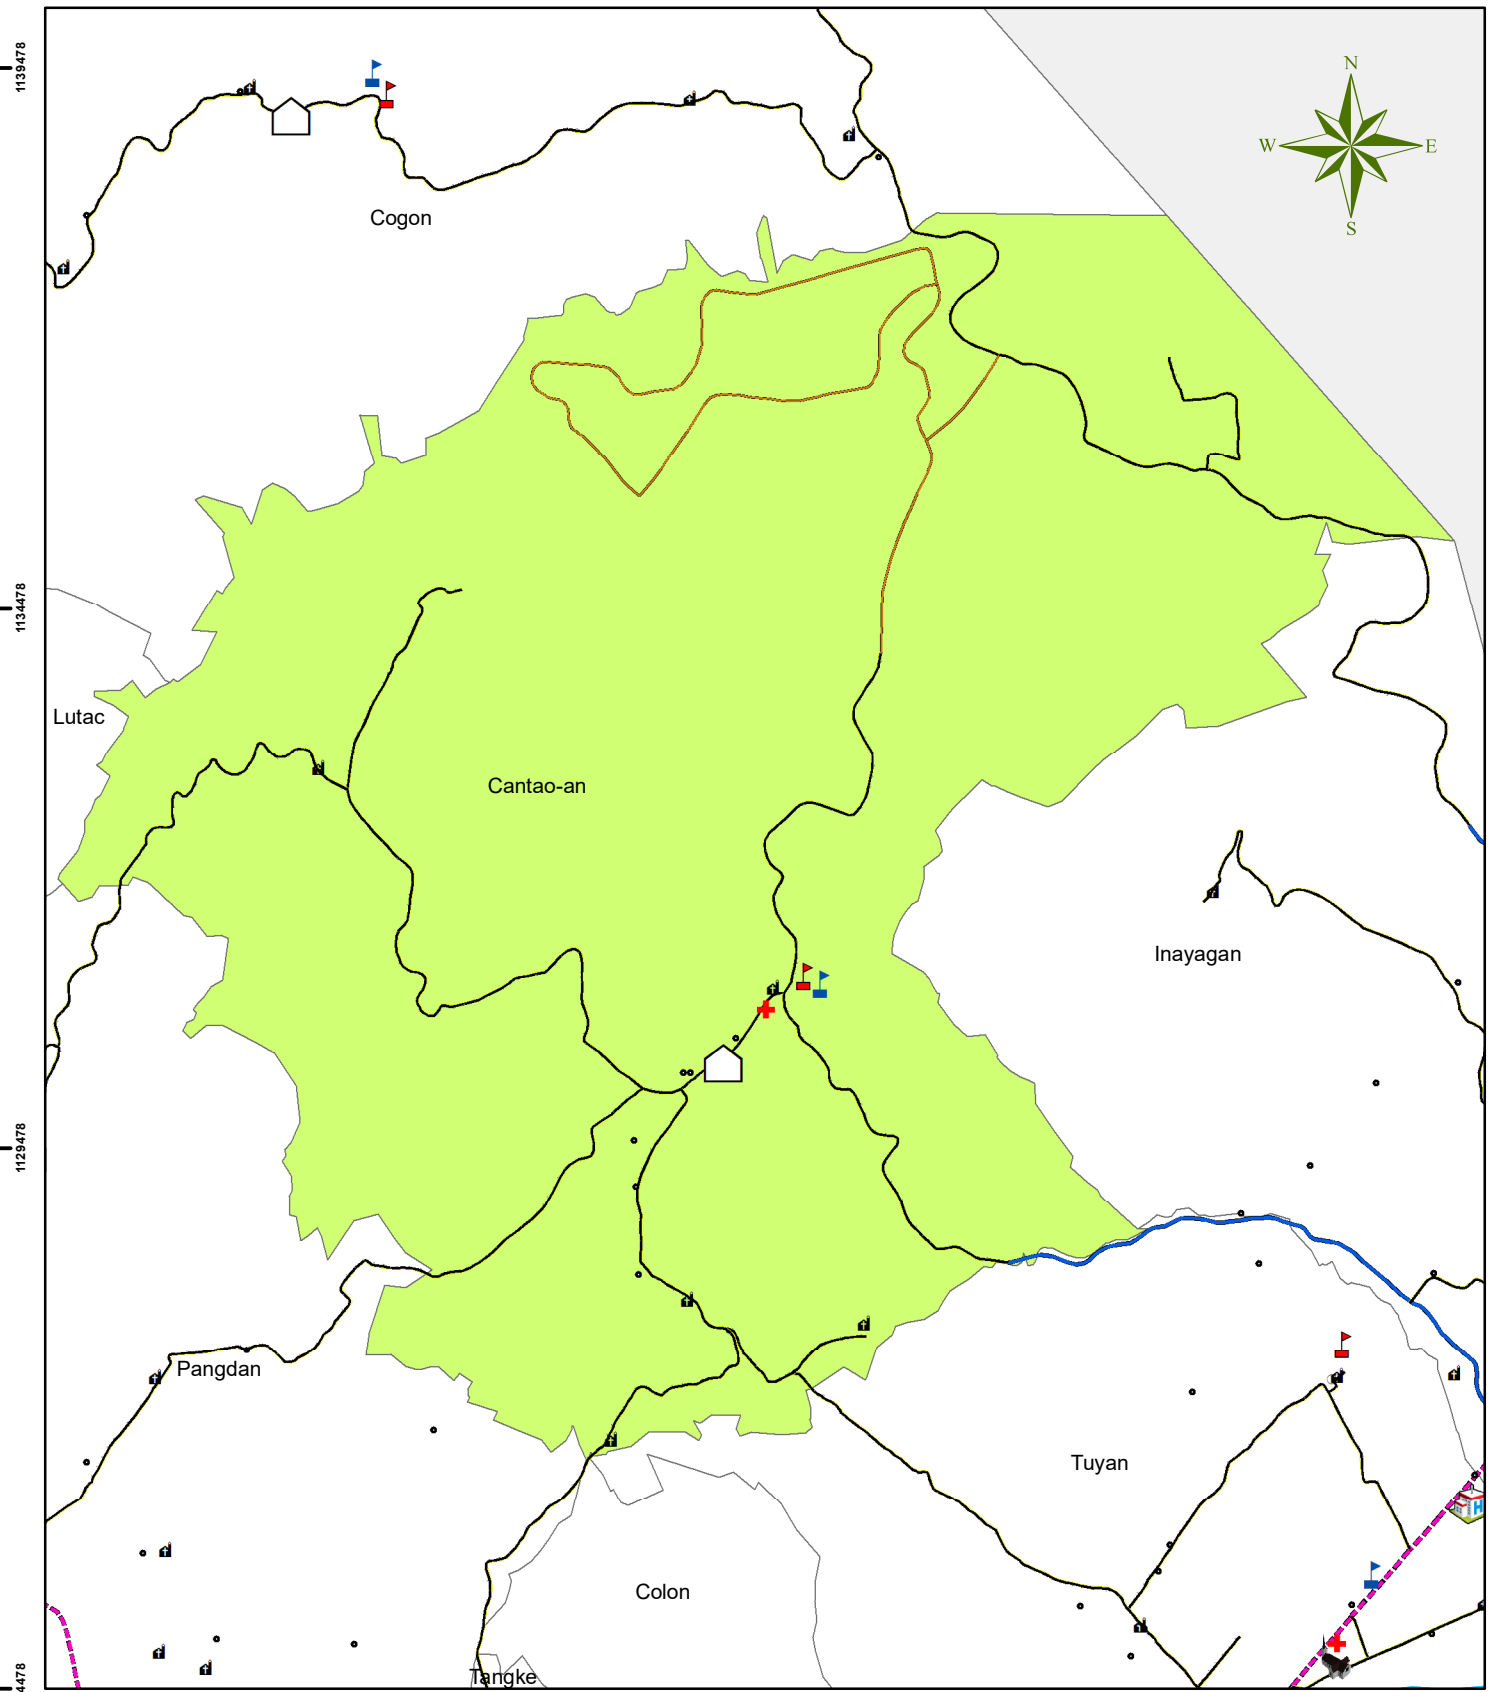 1139478
N
W
E
S
Cogon
1134478
Lutac
Cantao-an
Inayagan
1129478
Pangdan
Tuyan
H
Colon
Tangke
4478